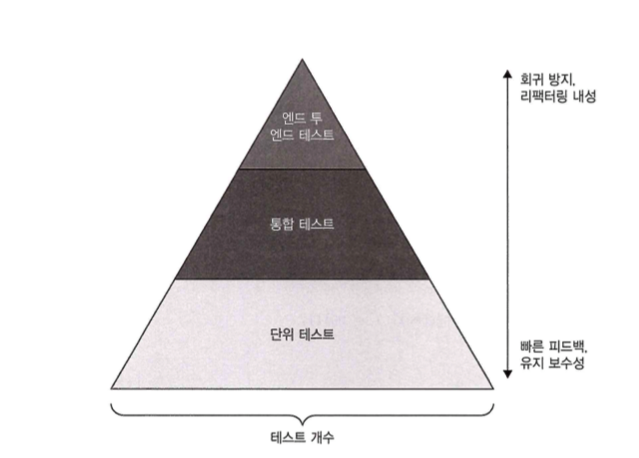 회귀 방지,
리팩터링 내성
엔드 투
엔드 테스트
통합 테스트
단위 테스트
빠른 피드백,
유지 보수성
테스트 개수